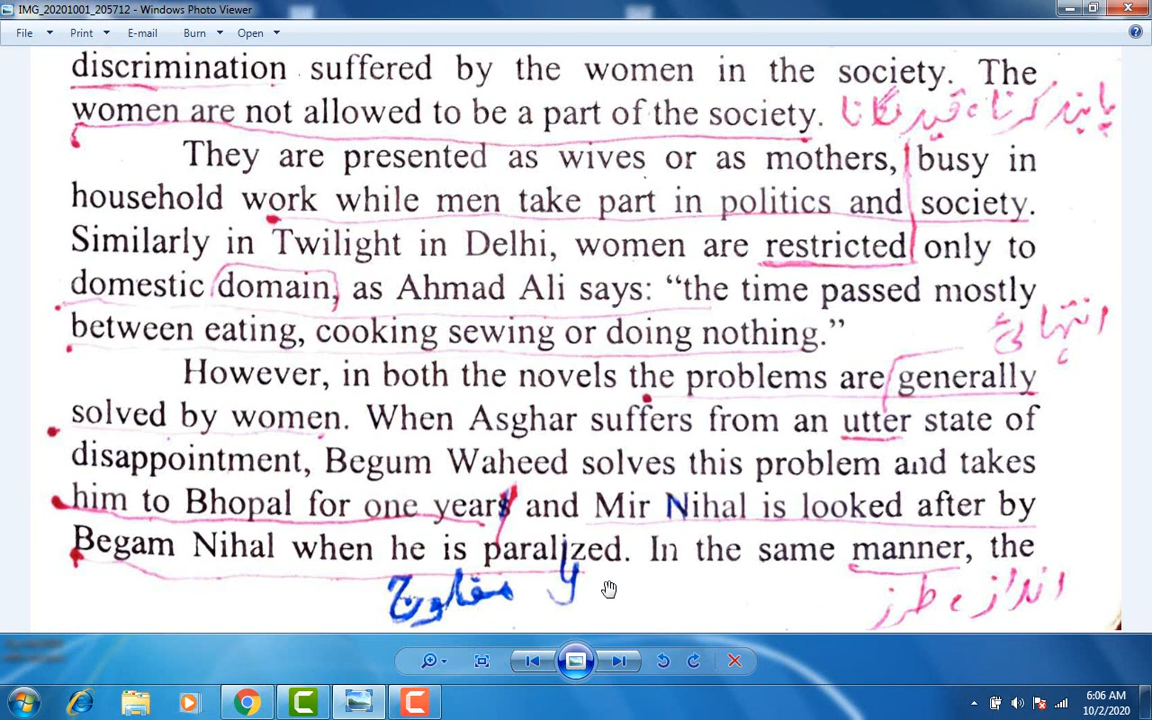 IMG_20201001_205712 - Windows Photo Viewer
File Print E-mail Burn Open
discrimination suffered by the women in the society. The
women are not allowed to be a part of the society.
پابند کرنا، قید لگانا
They are presented as wives or as mothers, busy in
household work while men take part in politics and society.
Similarly in Twilight in Delhi, women are restricted only to
domestic domain, as Ahmad Ali says: “the time passed mostly
between eating, cooking sewing or doing nothing.”
انتہائی
However, in both the novels the problems are generally
solved by women. When Asghar suffers from an utter state of
disappointment, Begum Waheed solves this problem and takes
him to Bhopal for one years and Mir Nihal is looked after by
Begam Nihal when he is paralized. In the same manner, the
مفلوج y انداز، طرز
6:06 AM
10/2/2020